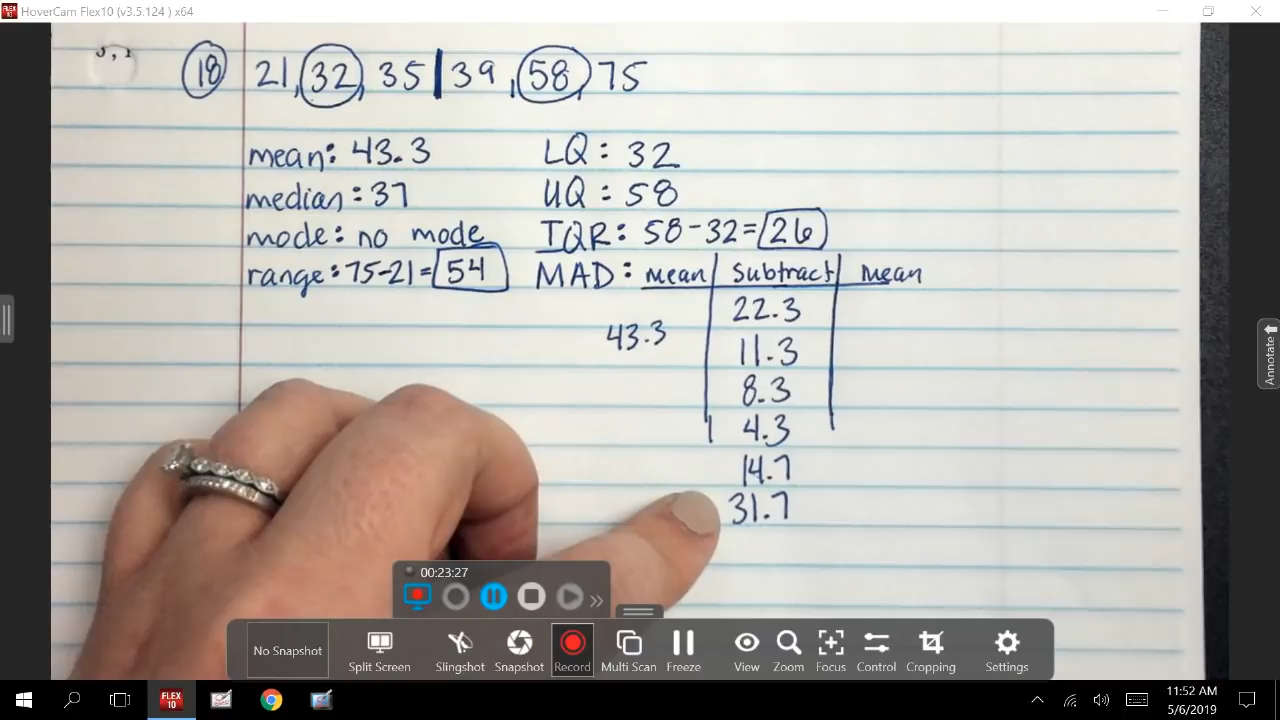 HoverCam Flex10 (v3.5.124 ) x64
18 21, 32, 35 | 39, 58, 75
mean: 43.3 LQ: 32
median: 37 UQ: 58
mode: no mode IQR: 58-32= 26
range: 75-21= 54 MAD: mean | Subtract | mean
22.3
43.3
11.3
8.3
4.3
14.7
31.7
Annotate
00:23:27
No Snapshot
Split Screen Slingshot Snapshot Record Multi Scan Freeze View Zoom Focus Control Cropping Settings
FLEX 10
11:52 AM
5/6/2019